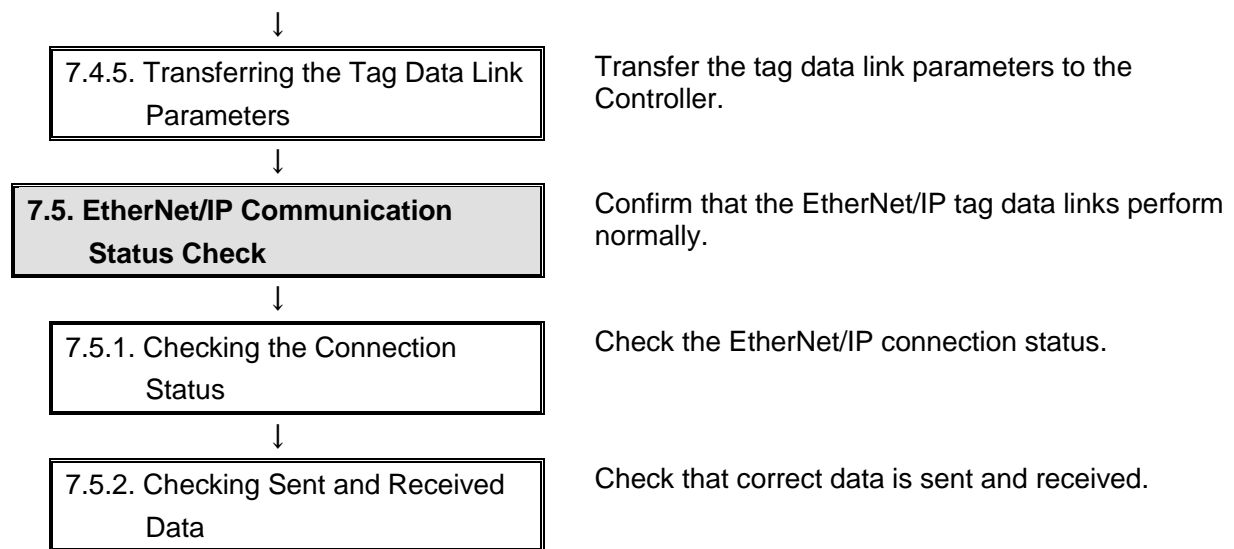 ↓
7.4.5. Transferring the Tag Data Link
Parameters
Transfer the tag data link parameters to the
Controller.
↓
7.5. EtherNet/IP Communication
Status Check
Confirm that the EtherNet/IP tag data links perform
normally.
↓
7.5.1. Checking the Connection
Status
Check the EtherNet/IP connection status.
↓
7.5.2. Checking Sent and Received
Data
Check that correct data is sent and received.